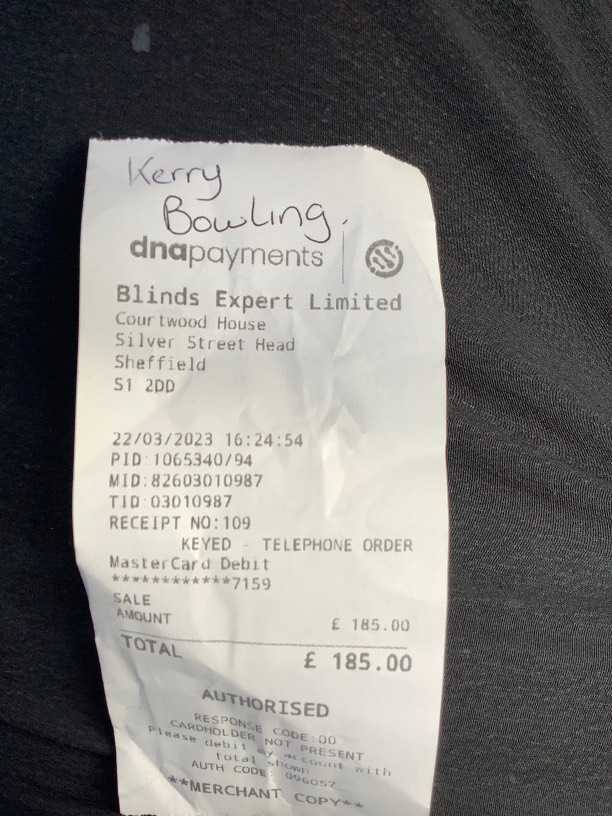 Kerry
Bowling.
dnapayments
Blinds Expert Limited
Courtwood House
Silver Street Head
Sheffield
S1 2DD
22/03/2023 16:24:54
PID:1065340/94
MID:82603010987
TID:03010987
RECEIPT NO:109
KEYED - TELEPHONE ORDER
MasterCard Debit
************7159
SALE
AMOUNT £ 185.00
TOTAL £ 185.00
AUTHORISED
RESPONSE CODE:00
CARDHOLDER NOT PRESENT
Please debit my account with
total shown
AUTH CODE: 096057
**MERCHANT COPY**